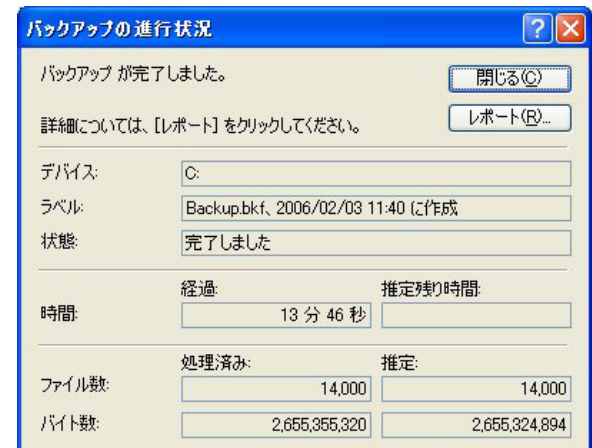 バックアップの進行状況
バックアップ が完了しました。
閉じる(C)
詳細については、[レポート] をクリックしてください。
レポート(R)...
デバイス: C:
ラベル: Backup.bkf、2006/02/03 11:40 に作成
状態: 完了しました
経過: 推定残り時間:
時間: 13 分 46 秒
処理済み: 推定:
ファイル数: 14,000 14,000
バイト数: 2,655,355,320 2,655,324,894